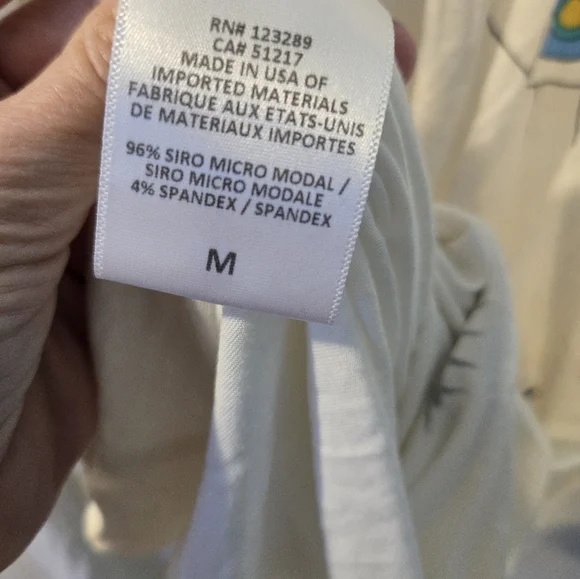 RN# 123289
CA# 51217
MADE IN USA OF
IMPORTED MATERIALS
FABRIQUE AUX ETATS-UNIS
DE MATERIAUX IMPORTES
96% SIRO MICRO MODAL /
SIRO MICRO MODALE
4% SPANDEX / SPANDEX
M